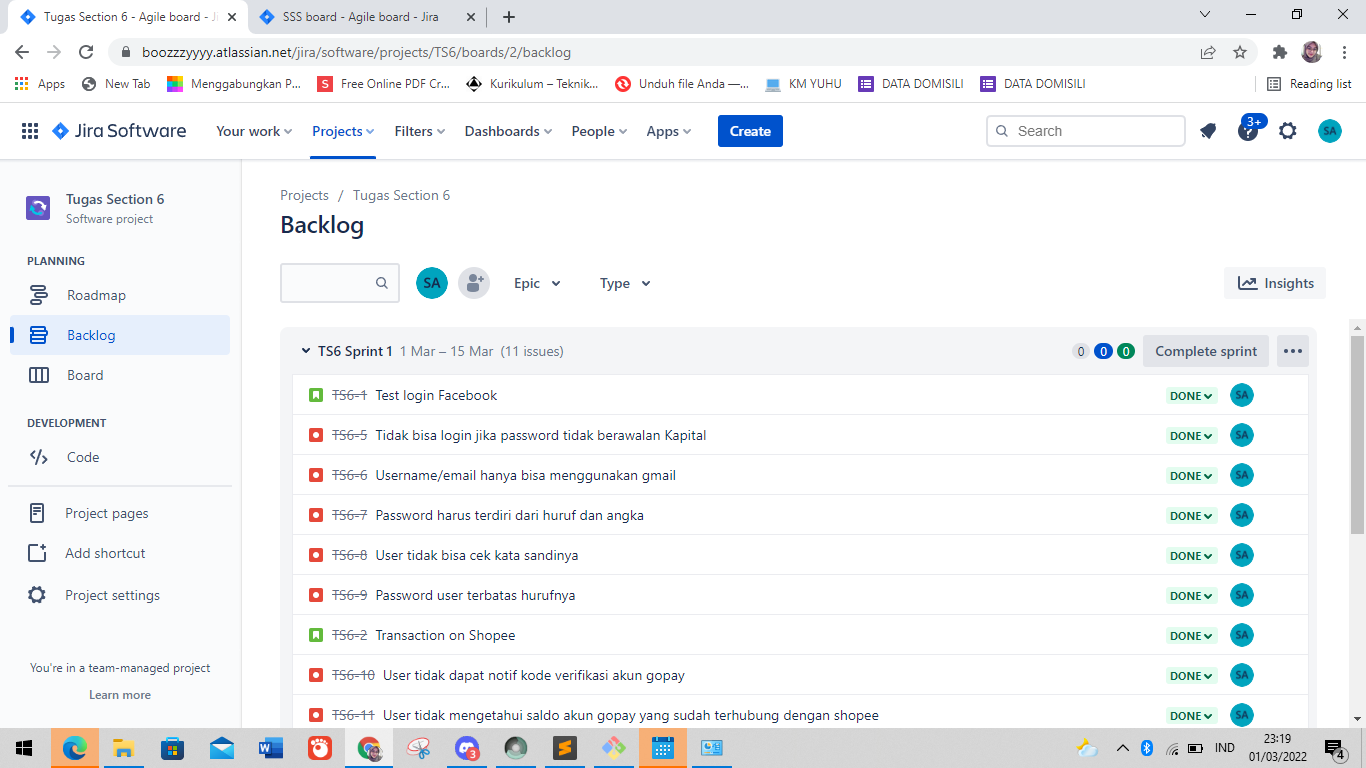 Tugas Section 6 - Agile board - Ji
SSS board - Agile board - Jira
boozzzyyyy.atlassian.net/jira/software/projects/TS6/boards/2/backlog
Apps
New Tab
Menggabungkan P...
Free Online PDF Cr...
Kurikulum – Teknik...
Unduh file Anda —...
KM YUHU
DATA DOMISILI
DATA DOMISILI
Reading list
Jira Software
Your work
Projects
Filters
Dashboards
People
Apps
Create
Search
3+
SA
Tugas Section 6
Software project
PLANNING
Roadmap
Backlog
Board
DEVELOPMENT
Code
Project pages
Add shortcut
Project settings
You're in a team-managed project
Learn more
Projects / Tugas Section 6
Backlog
SA
Epic
Type
Insights
TS6 Sprint 1 1 Mar – 15 Mar (11 issues)
0 0 0
Complete sprint
TS6-1 Test login Facebook DONE SA
TS6-5 Tidak bisa login jika password tidak berawalan Kapital DONE SA
TS6-6 Username/email hanya bisa menggunakan gmail DONE SA
TS6-7 Password harus terdiri dari huruf dan angka DONE SA
TS6-8 User tidak bisa cek kata sandinya DONE SA
TS6-9 Password user terbatas hurufnya DONE SA
TS6-2 Transaction on Shopee DONE SA
TS6-10 User tidak dapat notif kode verifikasi akun gopay DONE SA
TS6-11 User tidak mengetahui saldo akun gopay yang sudah terhubung dengan shopee DONE SA
3
IND
23:19
01/03/2022
4